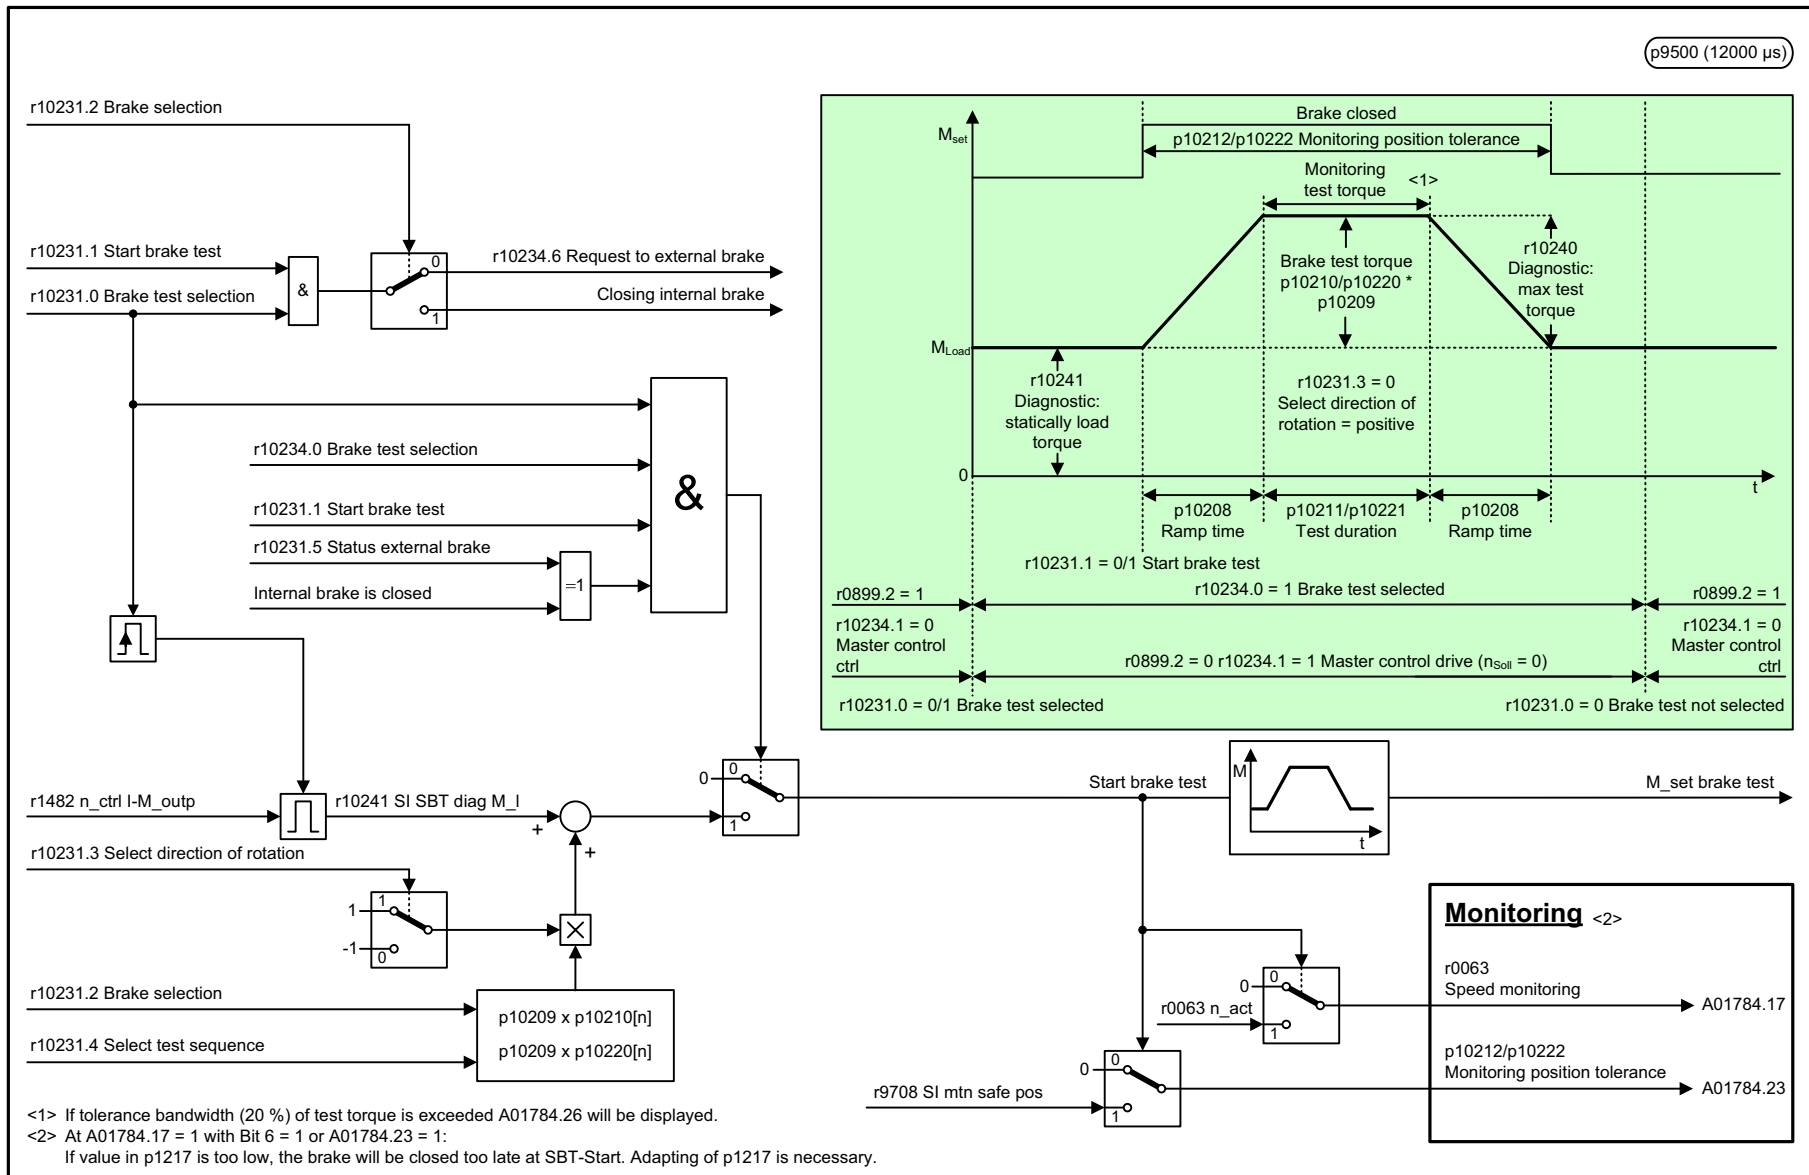 p9500 (12000 µs)
r10231.2 Brake selection
r10231.1 Start brake test
r10231.0 Brake test selection
&
0
1
r10234.6 Request to external brake
Closing internal brake
r10234.0 Brake test selection
r10231.1 Start brake test
r10231.5 Status external brake
Internal brake is closed
=1
&
Brake closed
Mset
p10212/p10222 Monitoring position tolerance
Monitoring
test torque
<1>
Brake test torque
p10210/p10220 *
p10209
r10240
Diagnostic:
max test
torque
MLoad
r10241
Diagnostic:
statically load
torque
r10231.3 = 0
Select direction of
rotation = positive
0
t
p10208
Ramp time
p10211/p10221
Test duration
p10208
Ramp time
r10231.1 = 0/1 Start brake test
r0899.2 = 1
r10234.0 = 1 Brake test selected
r0899.2 = 1
r10234.1 = 0
Master control
ctrl
r0899.2 = 0 r10234.1 = 1 Master control drive (nSoll = 0)
r10234.1 = 0
Master control
ctrl
r10231.0 = 0/1 Brake test selected
r10231.0 = 0 Brake test not selected
r1482 n_ctrl I-M_outp
r10241 SI SBT diag M_l
+
+
0
0
1
Start brake test
M
t
M_set brake test
r10231.3 Select direction of rotation
1
1
-1
0
r10231.2 Brake selection
r10231.4 Select test sequence
p10209 x p10210[n]
p10209 x p10220[n]
Monitoring <2>
r0063
Speed monitoring
A01784.17
0
0
r0063 n_act
1
p10212/p10222
Monitoring position tolerance
A01784.23
0
0
r9708 SI mtn safe pos
1
<1> If tolerance bandwidth (20 %) of test torque is exceeded A01784.26 will be displayed.
<2> At A01784.17 = 1 with Bit 6 = 1 or A01784.23 = 1:
If value in p1217 is too low, the brake will be closed too late at SBT-Start. Adapting of p1217 is necessary.